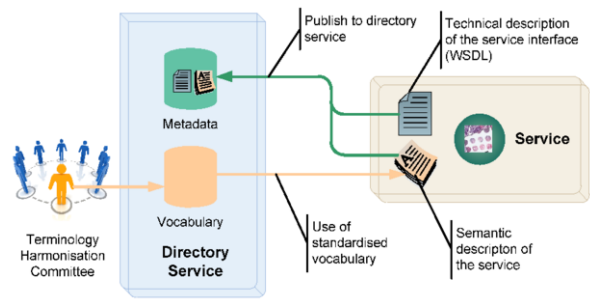 Publish to directory
service
Technical description
of the service interface
(WSDL)
Metadata
Service
Vocabulary
Terminology
Harmonisation
Committee
Directory
Service
Use of
standardised
vocabulary
Semantic
descripton of
the service